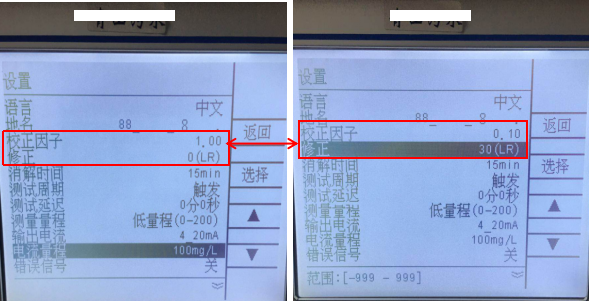 设置
语言 中文
地名 88_ _ _8 .
校正因子 1.00
修正 0(LR)
消解时间 15min
测试周期 触发
测试延迟 0分0秒
测量量程 低量程(0-200)
输出电流 4_20mA
电流量程 100mg/L
错误信号 关
返回
选择
设置
语言 中文
地名 88_ _ _8 .
校正因子 0.10
修正 30(LR)
消解时间 15min
测试周期 触发
测试延迟 0分0秒
测量量程 低量程(0-200)
输出电流 4_20mA
电流量程 100mg/L
错误信号 关
范围:[-999 - 999]
返回
选择